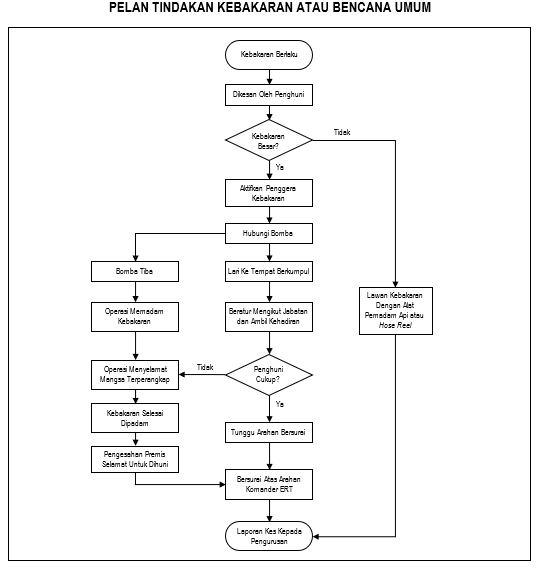 PELAN TINDAKAN KEBAKARAN ATAU BENCANA UMUM
Kebakaran Berlaku
Dikesan Oleh Penghuni
Kebakaran
Besar?
Tidak
Ya
Aktifkan Penggera
Kebakaran
Hubungi Bomba
Bomba Tiba
Lari Ke Tempat Berkumpul
Lawan Kebakaran
Dengan Alat
Pemadam Api atau
Hose Reel
Operasi Memadam
Kebakaran
Beratur Mengikut Jabatan
dan Ambil Kehadiran
Operasi Menyelamat
Mangsa Terperangkap
Tidak
Penghuni
Cukup?
Ya
Kebakaran Selesai
Dipadam
Tunggu Arahan Bersurai
Pengesahan Premis
Selamat Untuk Dihuni
Bersurai Atas Arahan
Komander ERT
Laporan Kes Kepada
Pengurusan